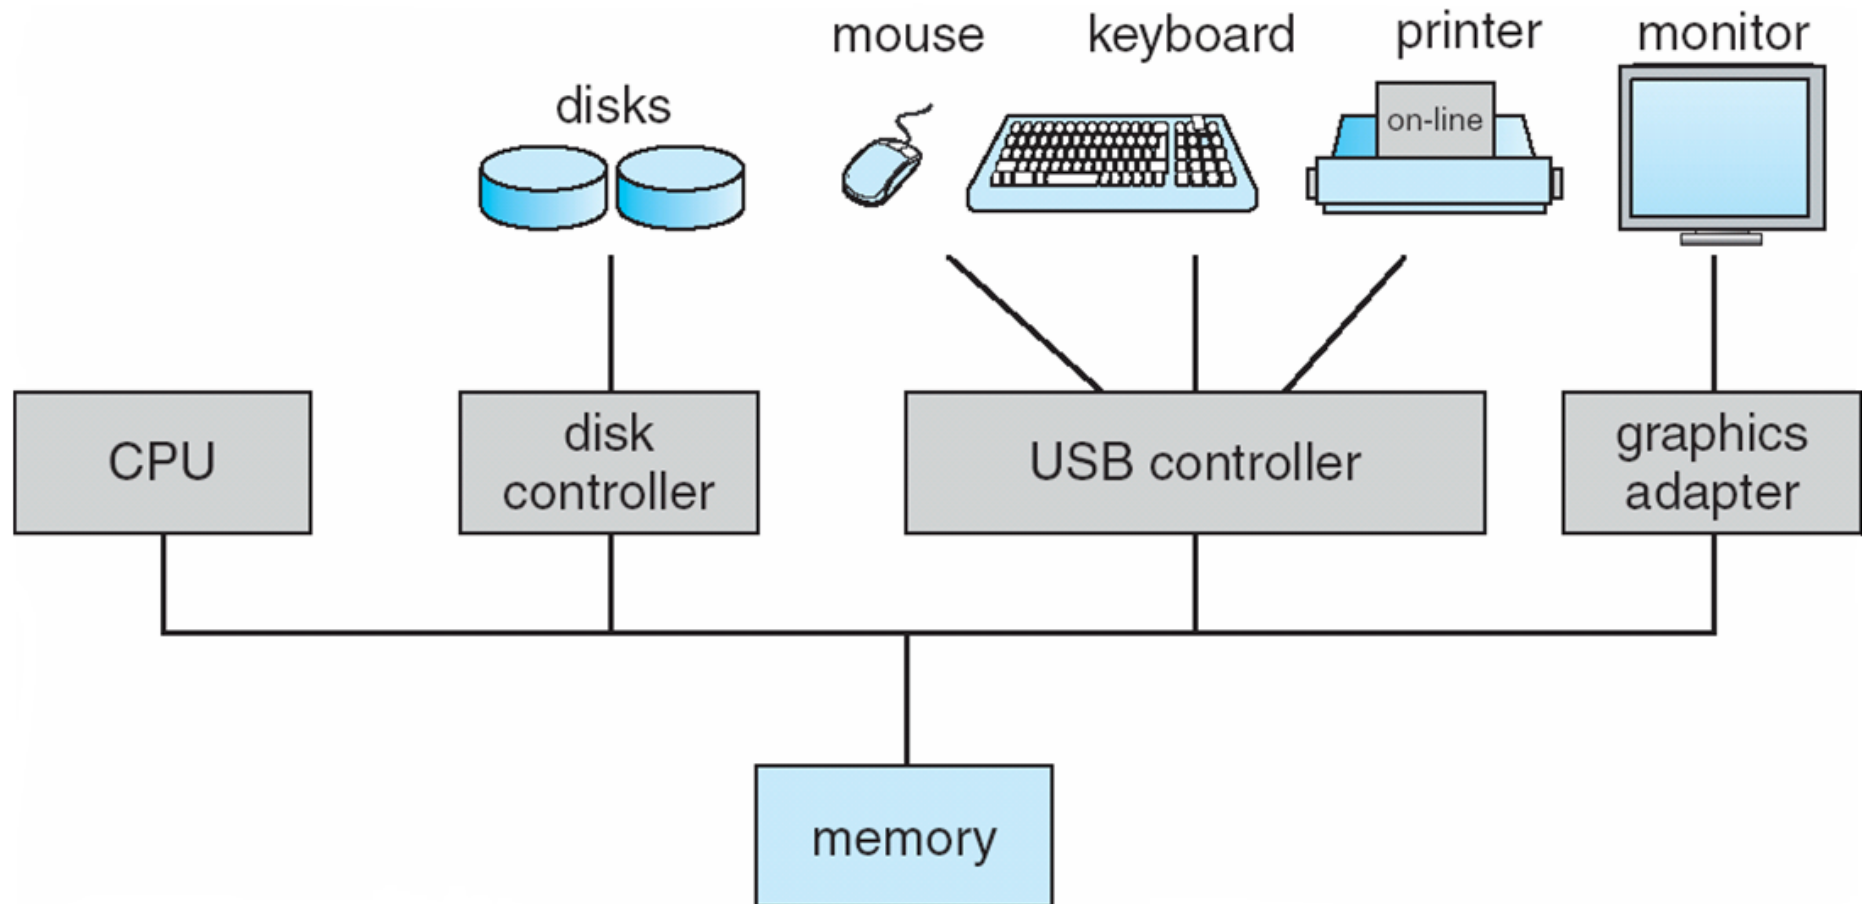 mouse
keyboard
printer
monitor
disks
on-line
CPU
disk
controller
USB controller
graphics
adapter
memory